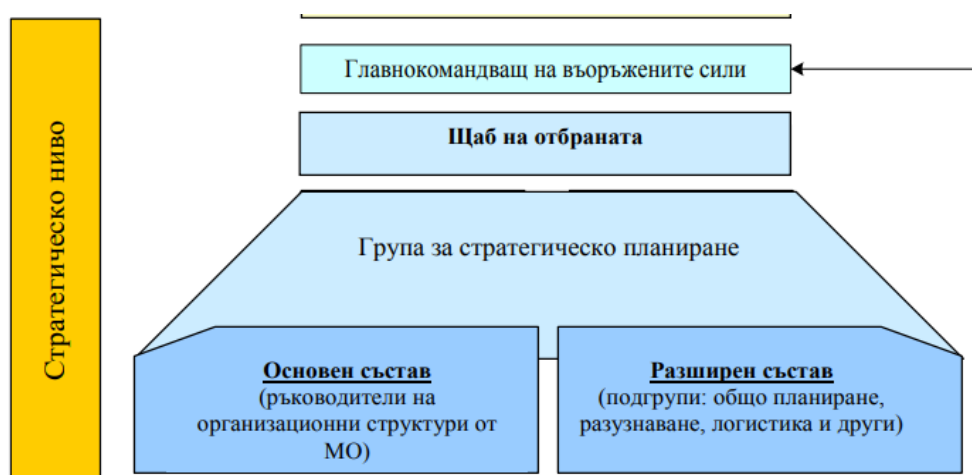 Стратегическо ниво
Главнокомандващ на въоръжените сили
Щаб на отбраната
Група за стратегическо планиране
Основен състав
(ръководители на
организационни структури от
МО)
Разширен състав
(подгрупи: общо планиране,
разузнаване, логистика и други)